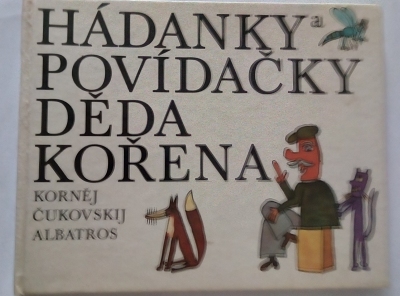 HÁDANKY a
POVÍDAČKY
DĚDA
KOŘENA
KORNĚJ
ČUKOVSKIJ
ALBATROS